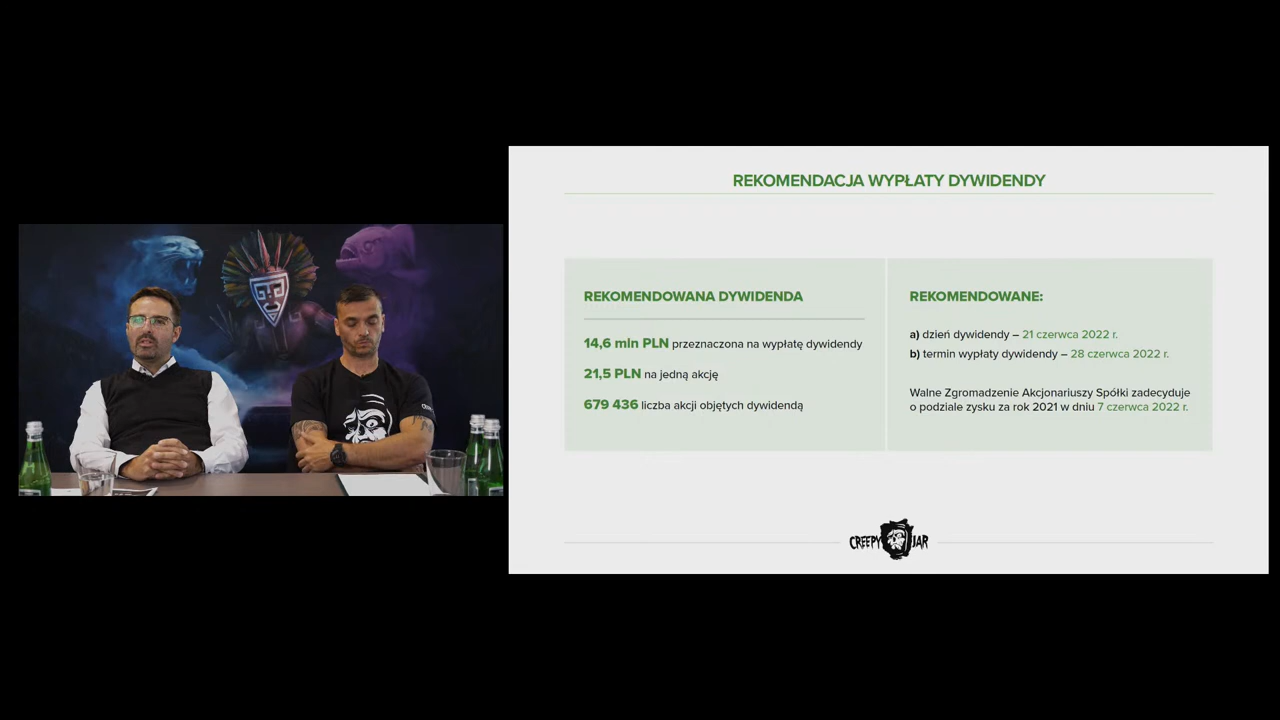 REKOMENDACJA WYPŁATY DYWIDENDY
REKOMENDOWANA DYWIDENDA
14,6 mln PLN przeznaczona na wypłatę dywidendy
21,5 PLN na jedną akcję
679 436 liczba akcji objętych dywidendą
REKOMENDOWANE:
a) dzień dywidendy – 21 czerwca 2022 r.
b) termin wypłaty dywidendy – 28 czerwca 2022 r.
Walne Zgromadzenie Akcjonariuszy Spółki zadecyduje
o podziale zysku za rok 2021 w dniu 7 czerwca 2022 r.
CREEPY JAR